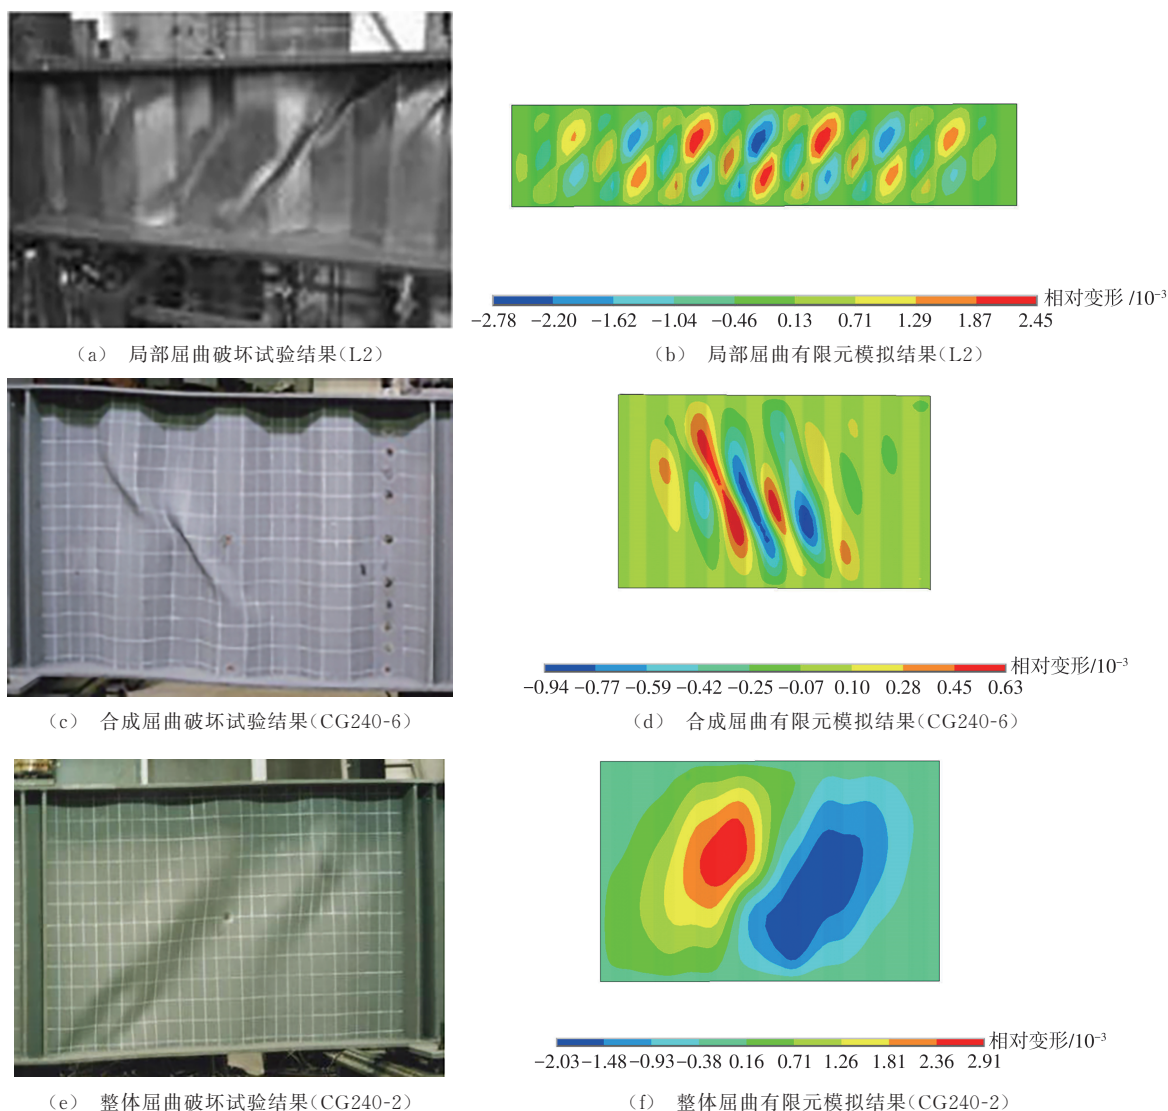 相对变形 /10⁻³
−2.78 −2.20 −1.62 −1.04 −0.46 0.13 0.71 1.29 1.87 2.45
(a) 局部屈曲破坏试验结果(L2)
(b) 局部屈曲有限元模拟结果(L2)
相对变形/10⁻³
−0.94 −0.77 −0.59 −0.42 −0.25 −0.07 0.10 0.28 0.45 0.63
(c) 合成屈曲破坏试验结果(CG240-6)
(d) 合成屈曲有限元模拟结果(CG240-6)
相对变形/10⁻³
−2.03 −1.48 −0.93 −0.38 0.16 0.71 1.26 1.81 2.36 2.91
(e) 整体屈曲破坏试验结果(CG240-2)
(f) 整体屈曲有限元模拟结果(CG240-2)